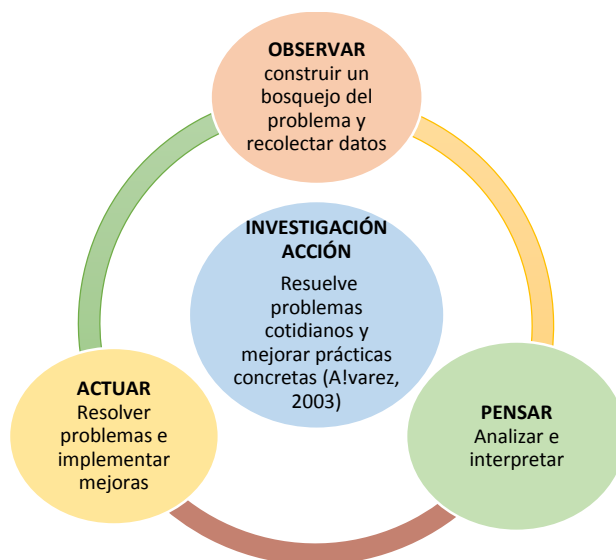 OBSERVAR
construir un
bosquejo del
problema y
recolectar datos
INVESTIGACIÓN
ACCIÓN
Resuelve
problemas
cotidianos y
mejorar prácticas
concretas (A!varez,
2003)
ACTUAR
Resolver
problemas e
implementar
mejoras
PENSAR
Analizar e
interpretar